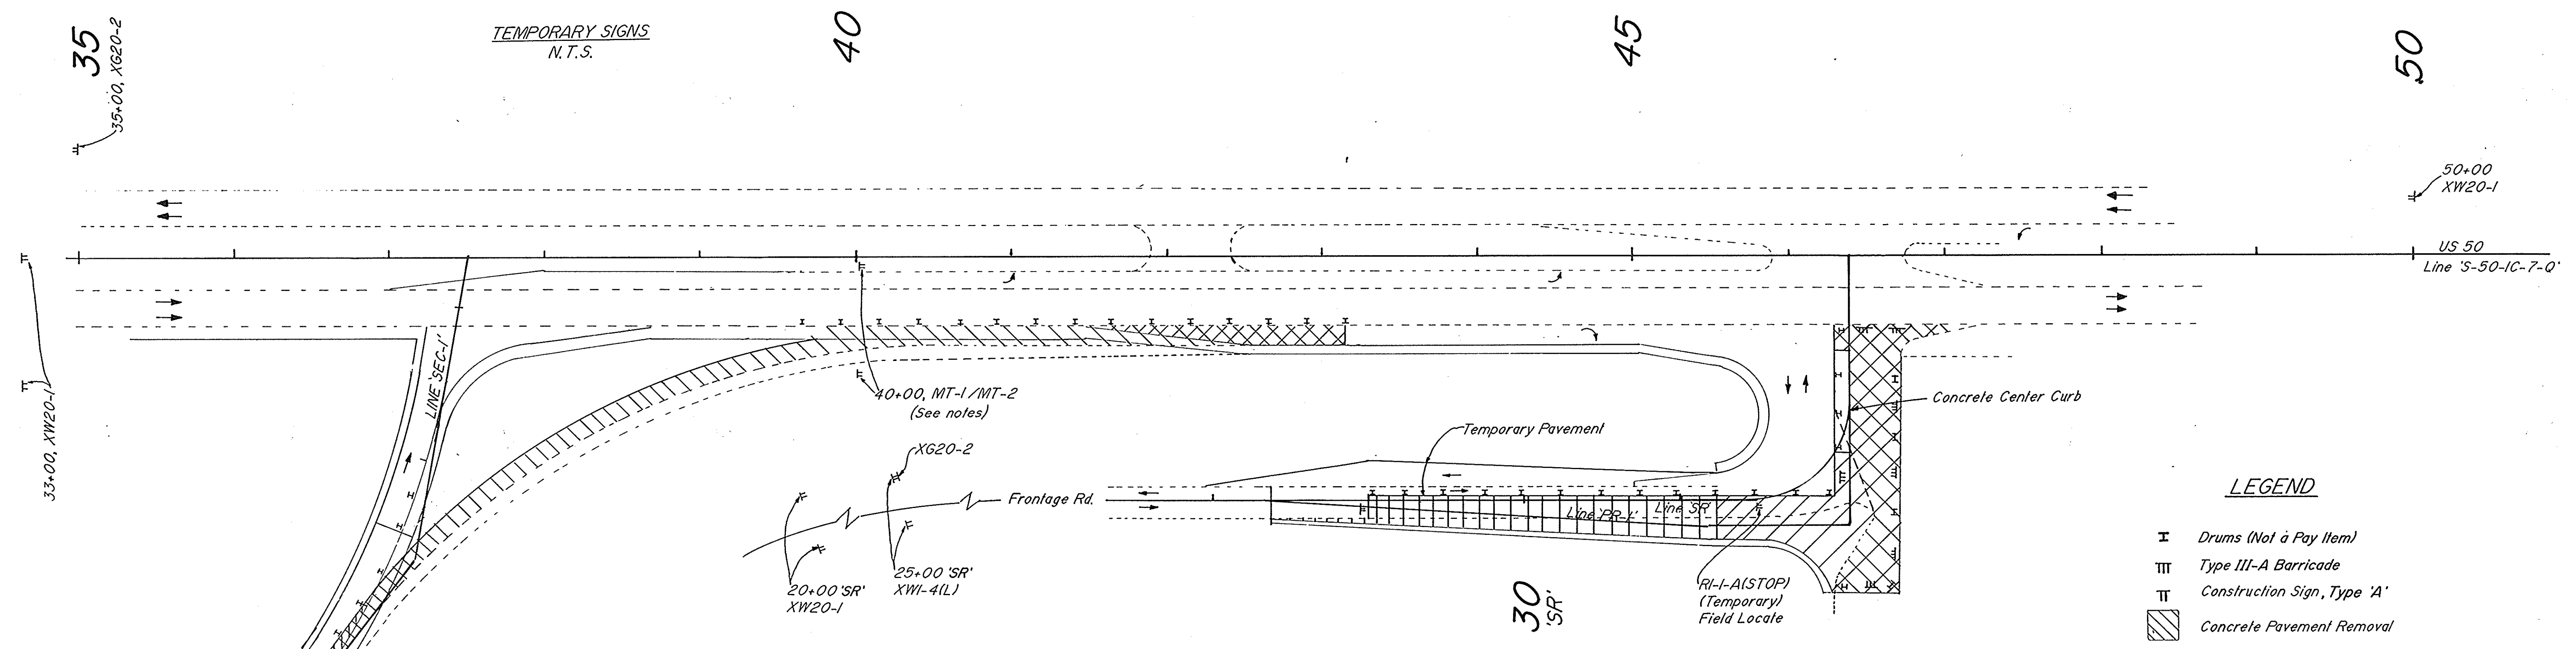 TEMPORARY SIGNS
N.T.S.
35
35+00, XG20-2
40
45
50
50+00
XW20-1
US 50
Line 'S-50-1C-7-Q'
33+00, XW20-1
LINE 'SEC-1'
40+00, MT-1/MT-2
(See notes)
XG20-2
Temporary Pavement
Concrete Center Curb
Frontage Rd.
Line 'PR-1'
Line 'SR'
20+00 'SR'
XW20-1
25+00 'SR'
XW1-4(L)
30
'SR'
R1-1-A(STOP)
(Temporary)
Field Locate
LEGEND
Drums (Not a Pay Item)
Type III-A Barricade
Construction Sign, Type 'A'
Concrete Pavement Removal